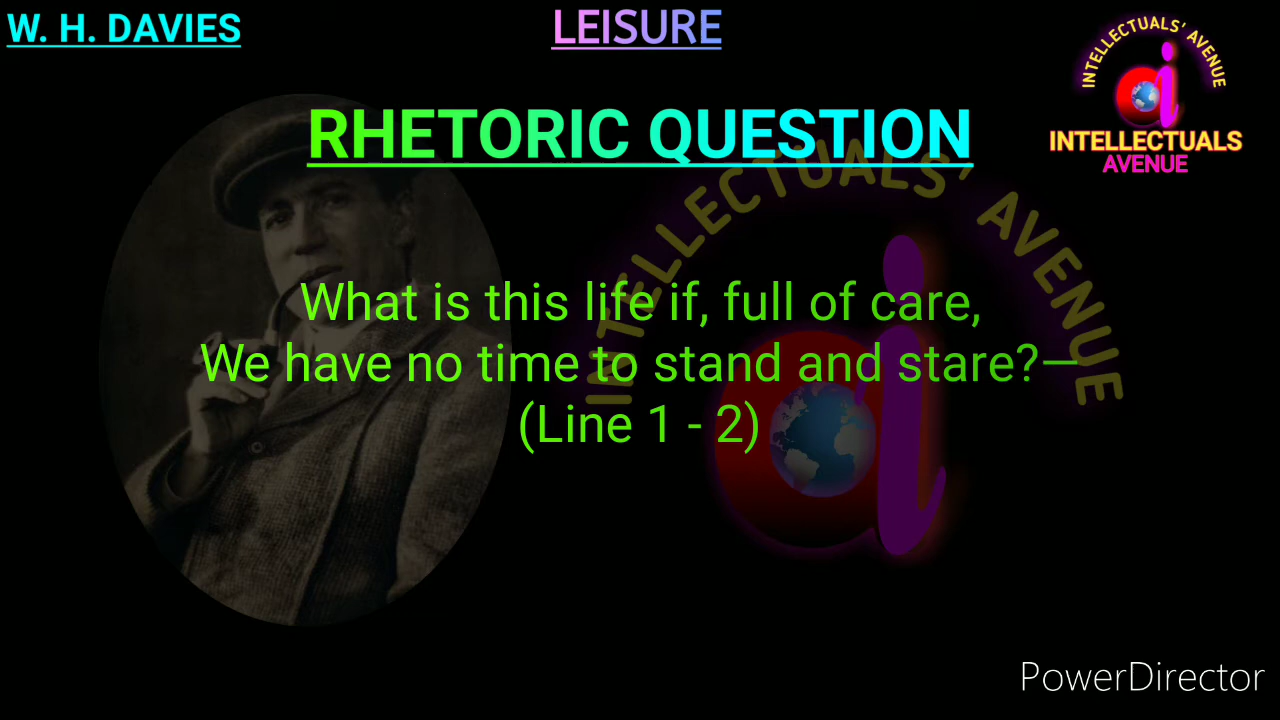 W. H. DAVIES
LEISURE
INTELLECTUALS' AVENUE
INTELLECTUALS
AVENUE
RHETORIC QUESTION
INTELLECTUALS' AVENUE
What is this life if, full of care,
We have no time to stand and stare?—
(Line 1 - 2)
PowerDirector